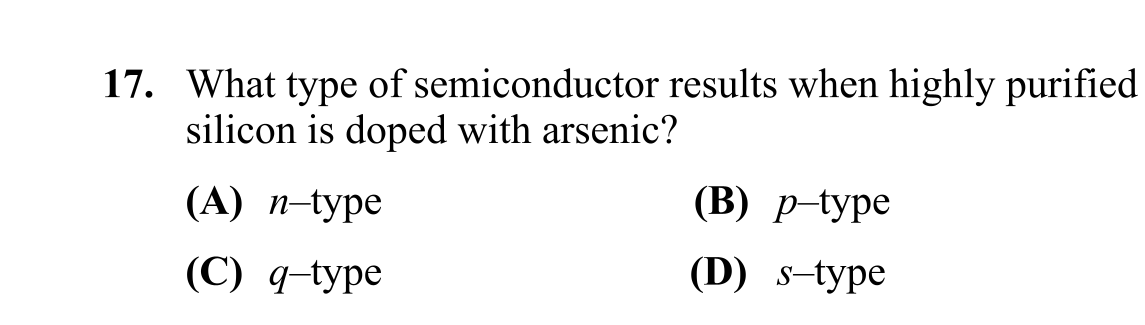 17. What type of semiconductor results when highly purified
silicon is doped with arsenic?
(A) n–type (B) p–type
(C) q–type (D) s–type